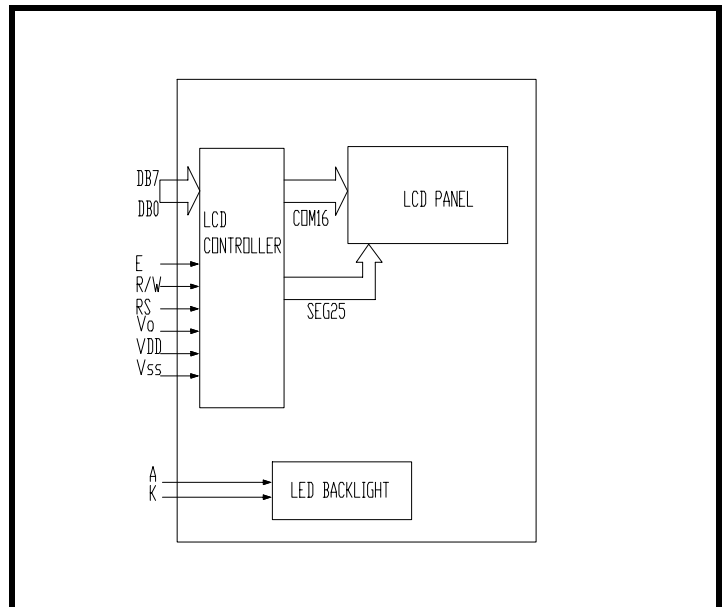 DB7
DB0
LCD
CONTROLLER
COM16
LCD PANEL
SEG25
E
R/W
RS
Vo
VDD
Vss
A
K
LED BACKLIGHT